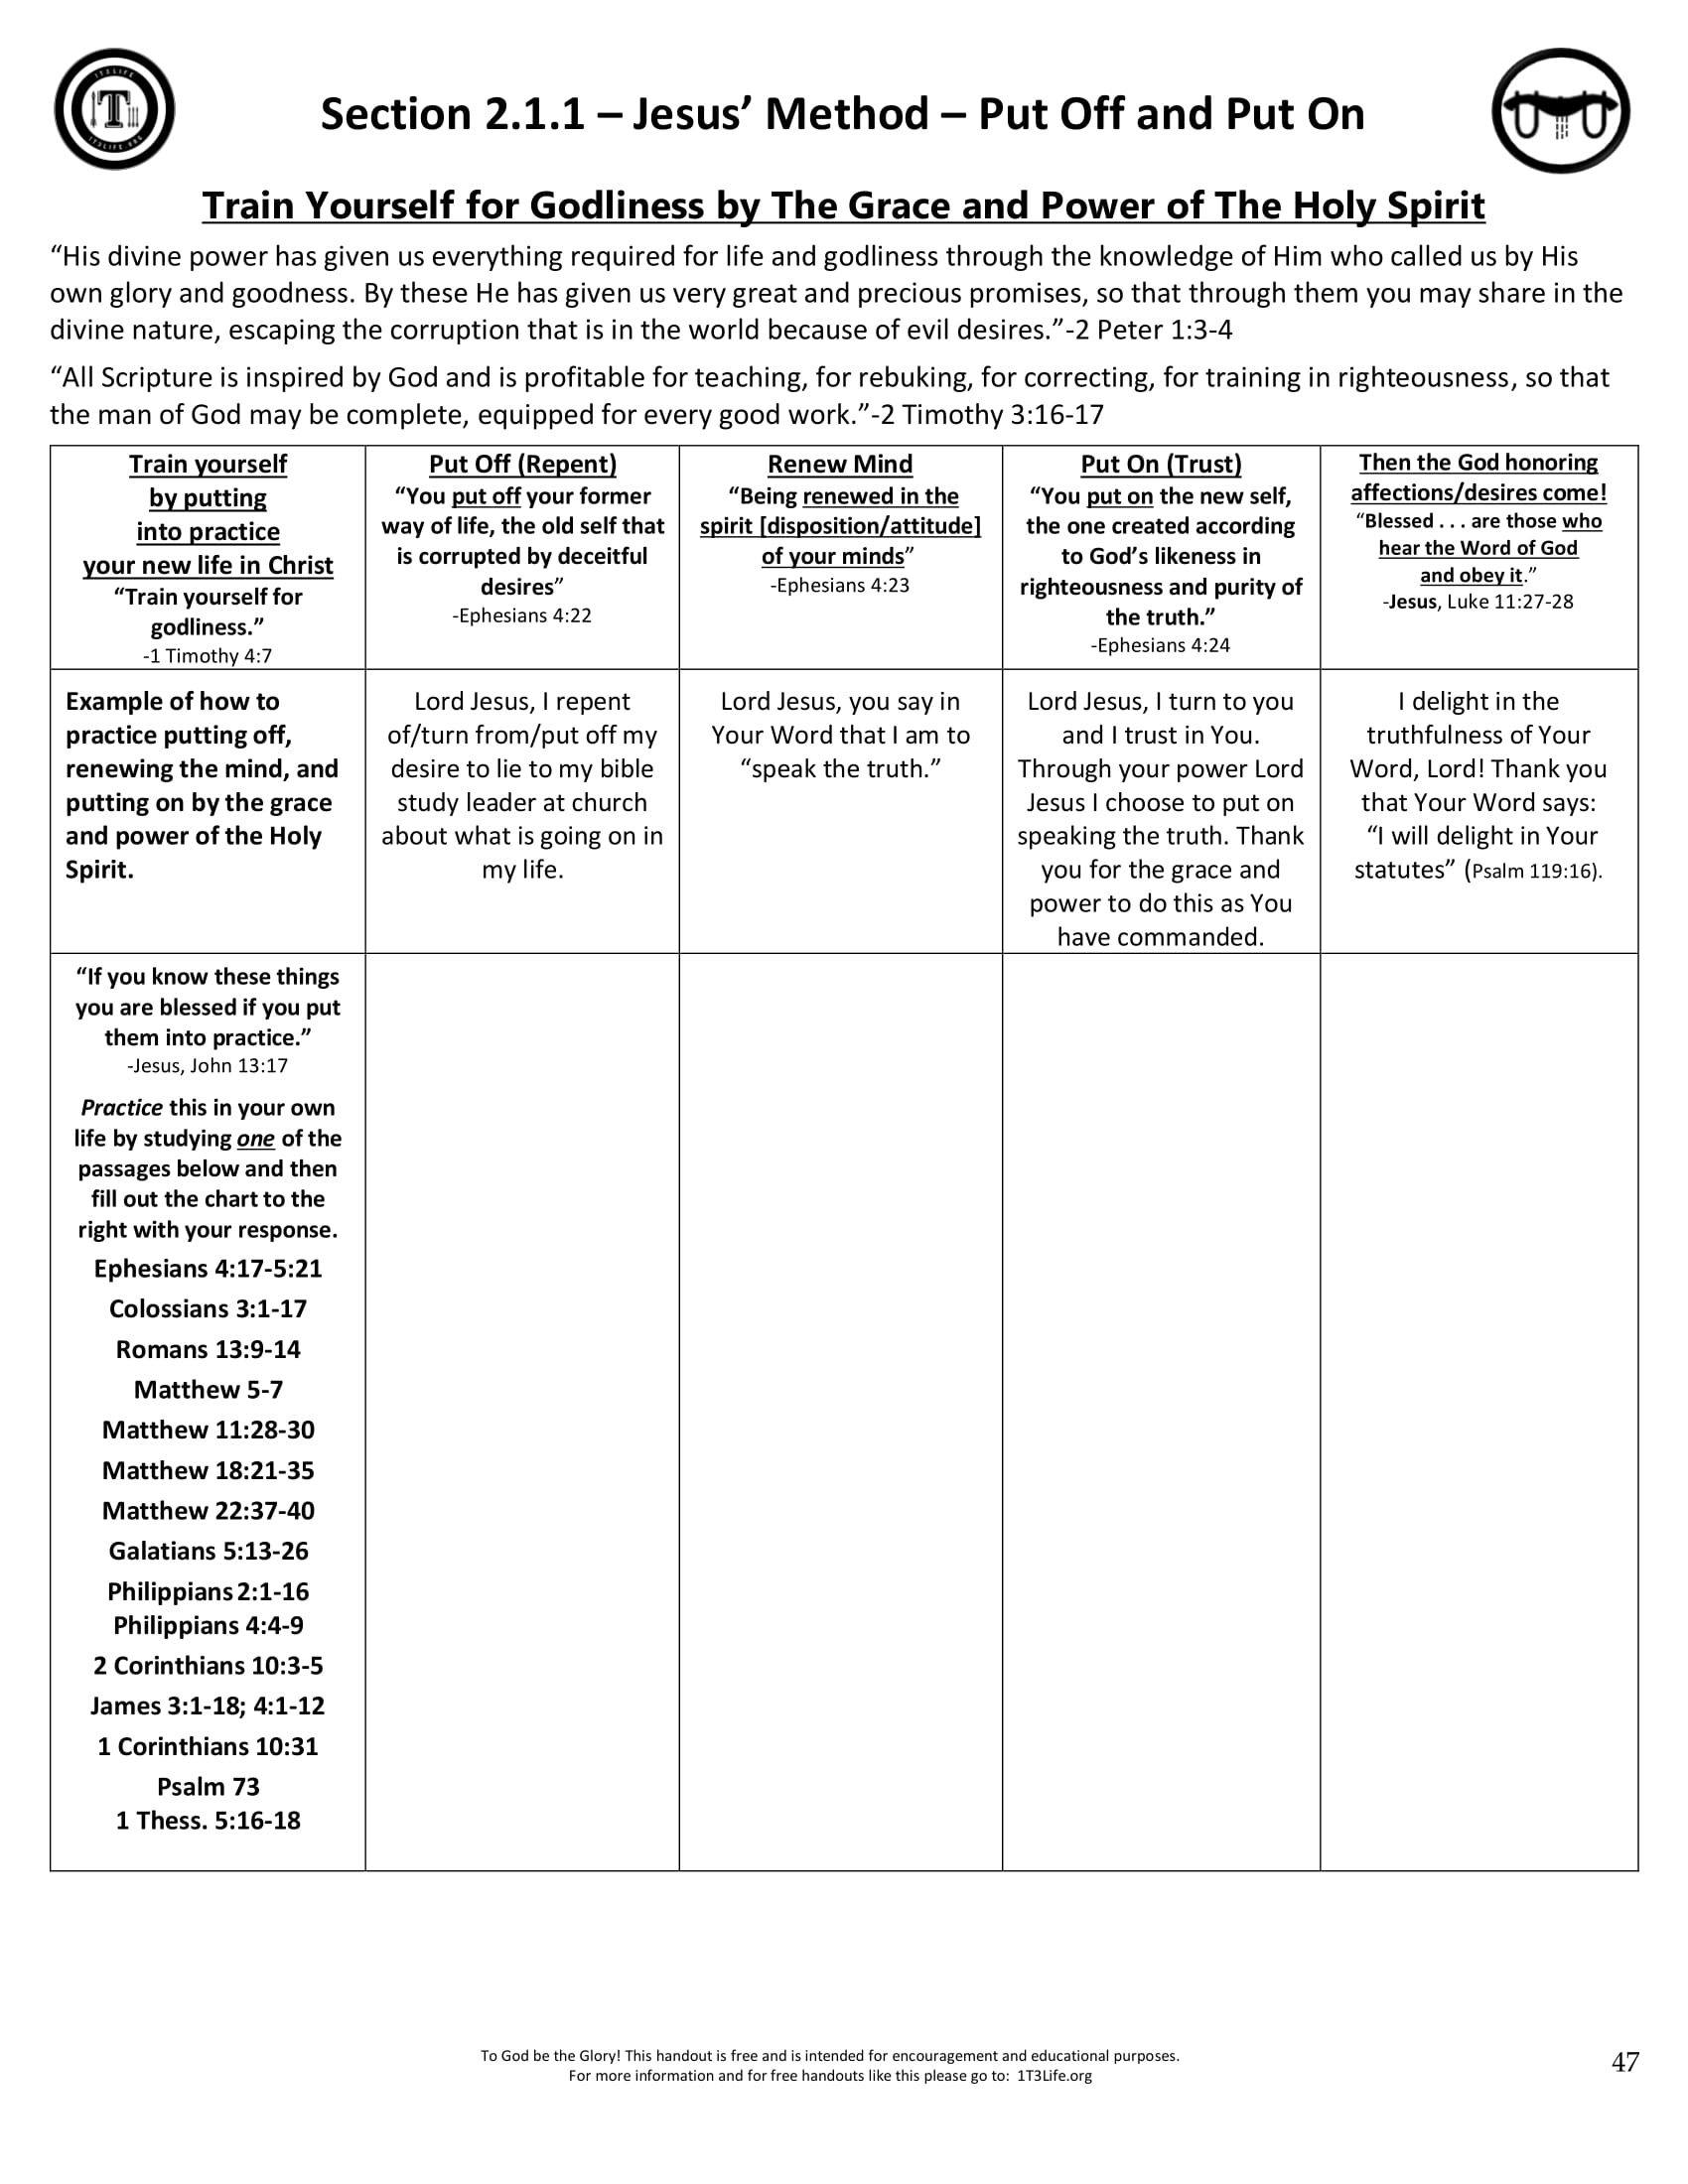 Section 2.1.1 – Jesus’ Method – Put Off and Put On
Train Yourself for Godliness by The Grace and Power of The Holy Spirit
“His divine power has given us everything required for life and godliness through the knowledge of Him who called us by His
own glory and goodness. By these He has given us very great and precious promises, so that through them you may share in the
divine nature, escaping the corruption that is in the world because of evil desires.”-2 Peter 1:3-4
“All Scripture is inspired by God and is profitable for teaching, for rebuking, for correcting, for training in righteousness, so that
the man of God may be complete, equipped for every good work.”-2 Timothy 3:16-17
Train yourself
by putting
into practice
your new life in Christ
“Train yourself for
godliness.”
-1 Timothy 4:7
Put Off (Repent)
“You put off your former
way of life, the old self that
is corrupted by deceitful
desires”
-Ephesians 4:22
Renew Mind
“Being renewed in the
spirit [disposition/attitude]
of your minds”
-Ephesians 4:23
Put On (Trust)
“You put on the new self,
the one created according
to God’s likeness in
righteousness and purity of
the truth.”
-Ephesians 4:24
Then the God honoring
affections/desires come!
“Blessed . . . are those who
hear the Word of God
and obey it.”
-Jesus, Luke 11:27-28
Example of how to
practice putting off,
renewing the mind, and
putting on by the grace
and power of the Holy
Spirit.
Lord Jesus, I repent
of/turn from/put off my
desire to lie to my bible
study leader at church
about what is going on in
my life.
Lord Jesus, you say in
Your Word that I am to
“speak the truth.”
Lord Jesus, I turn to you
and I trust in You.
Through your power Lord
Jesus I choose to put on
speaking the truth. Thank
you for the grace and
power to do this as You
have commanded.
I delight in the
truthfulness of Your
Word, Lord! Thank you
that Your Word says:
“I will delight in Your
statutes” (Psalm 119:16).
“If you know these things
you are blessed if you put
them into practice.”
-Jesus, John 13:17
Practice this in your own
life by studying one of the
passages below and then
fill out the chart to the
right with your response.
Ephesians 4:17-5:21
Colossians 3:1-17
Romans 13:9-14
Matthew 5-7
Matthew 11:28-30
Matthew 18:21-35
Matthew 22:37-40
Galatians 5:13-26
Philippians 2:1-16
Philippians 4:4-9
2 Corinthians 10:3-5
James 3:1-18; 4:1-12
1 Corinthians 10:31
Psalm 73
1 Thess. 5:16-18
To God be the Glory! This handout is free and is intended for encouragement and educational purposes.
For more information and for free handouts like this please go to: 1T3Life.org
47